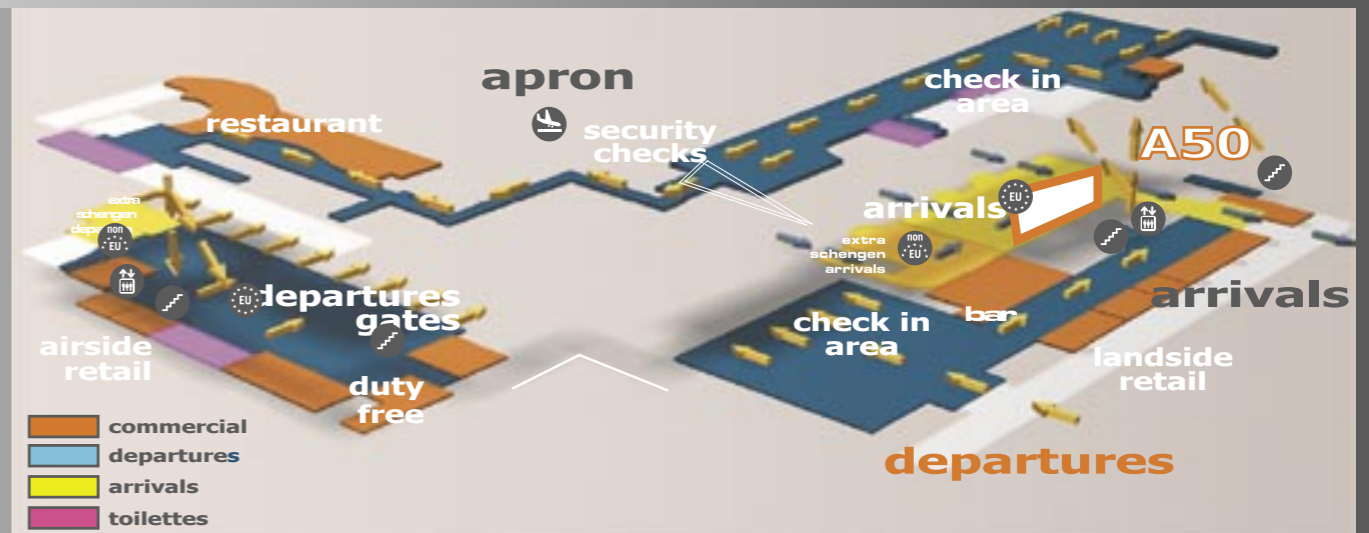 apron
restaurant
security
checks
check in
area
A50
extra
schengen
arrivals
EU
non
EU
extra
schengen
arrivals
non
EU
EU
departures
gates
airside
retail
duty
free
check in
area
bar
arrivals
landside
retail
departures
commercial
departures
arrivals
toilettes